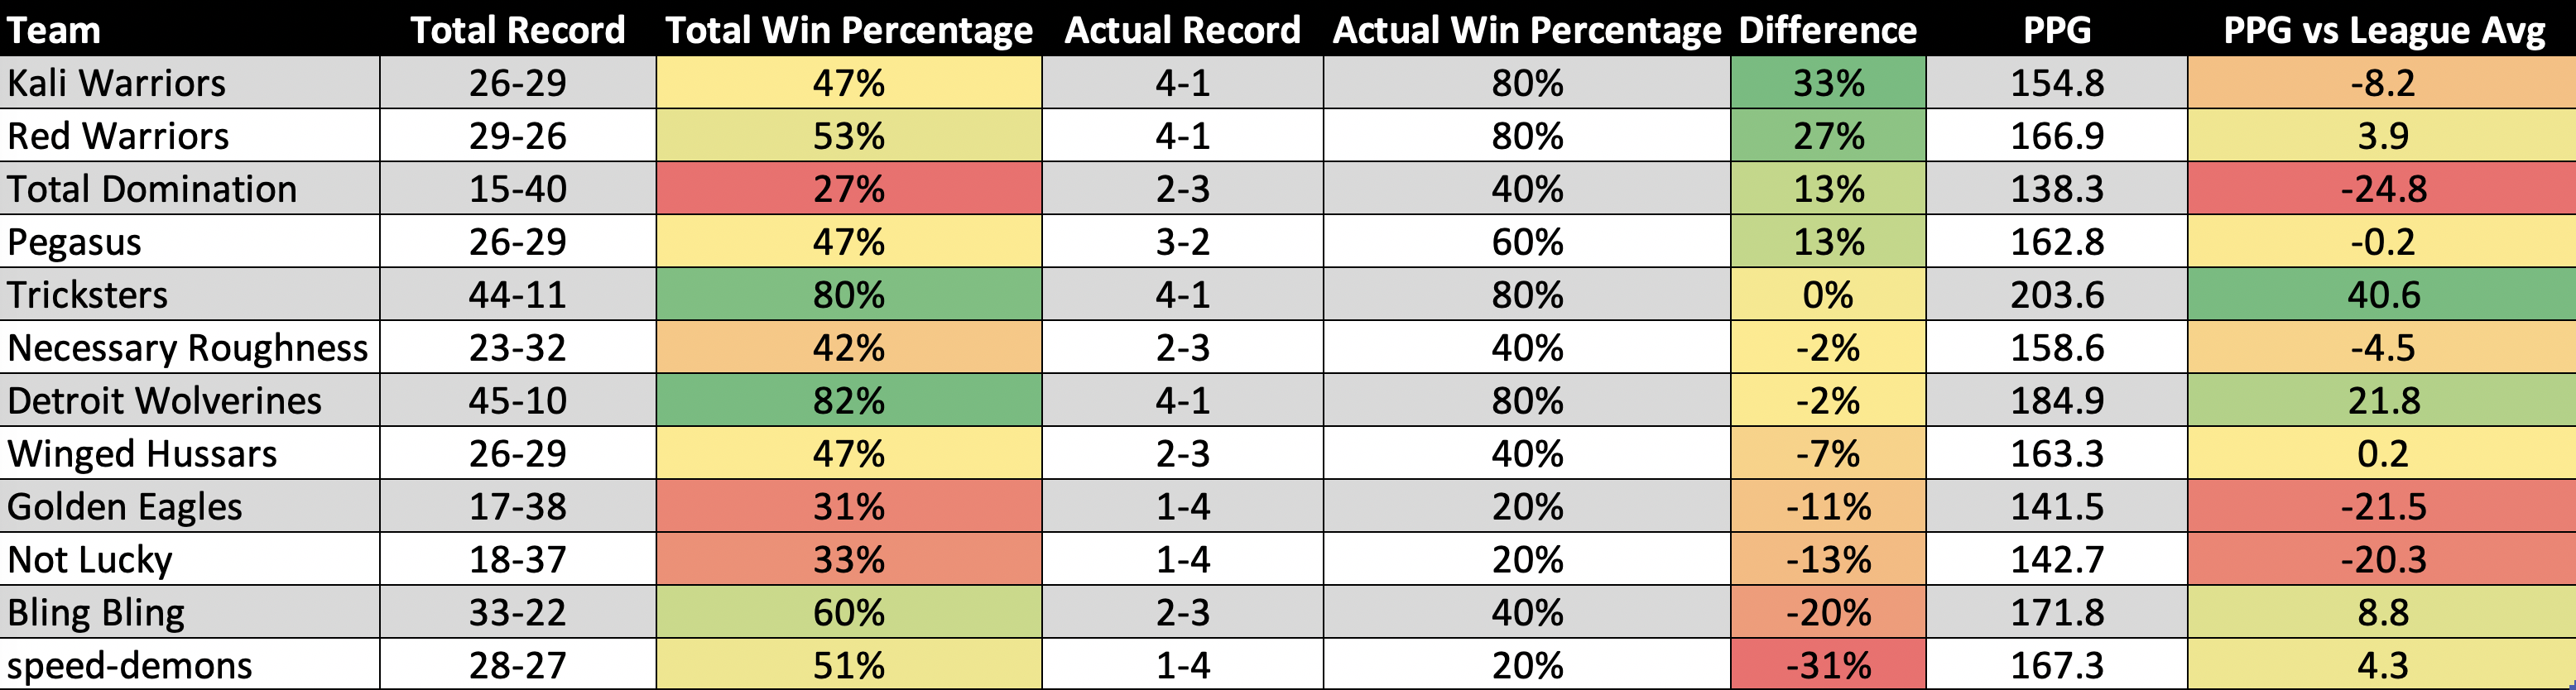 Team Total Record Total Win Percentage Actual Record Actual Win Percentage Difference PPG PPG vs League Avg
Kali Warriors 26-29 47% 4-1 80% 33% 154.8 -8.2
Red Warriors 29-26 53% 4-1 80% 27% 166.9 3.9
Total Domination 15-40 27% 2-3 40% 13% 138.3 -24.8
Pegasus 26-29 47% 3-2 60% 13% 162.8 -0.2
Tricksters 44-11 80% 4-1 80% 0% 203.6 40.6
Necessary Roughness 23-32 42% 2-3 40% -2% 158.6 -4.5
Detroit Wolverines 45-10 82% 4-1 80% -2% 184.9 21.8
Winged Hussars 26-29 47% 2-3 40% -7% 163.3 0.2
Golden Eagles 17-38 31% 1-4 20% -11% 141.5 -21.5
Not Lucky 18-37 33% 1-4 20% -13% 142.7 -20.3
Bling Bling 33-22 60% 2-3 40% -20% 171.8 8.8
speed-demons 28-27 51% 1-4 20% -31% 167.3 4.3